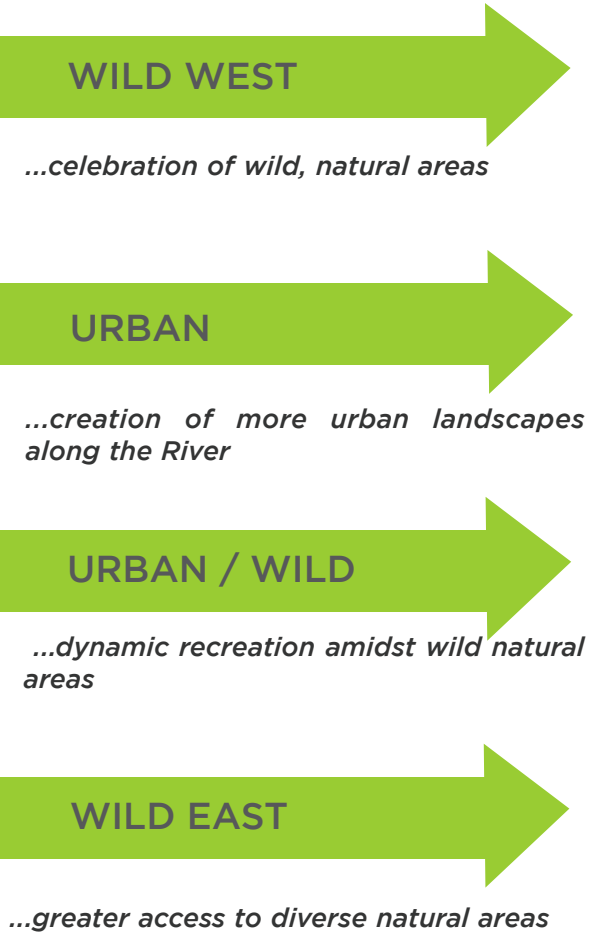 WILD WEST
...celebration of wild, natural areas
URBAN
...creation of more urban landscapes
along the River
URBAN / WILD
...dynamic recreation amidst wild natural
areas
WILD EAST
...greater access to diverse natural areas